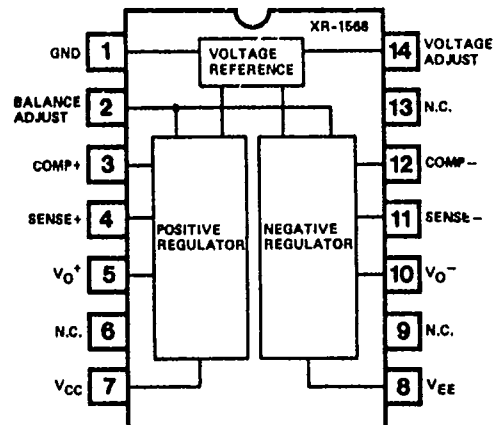 XR-1568
GND 1
VOLTAGE
REFERENCE
14 VOLTAGE
ADJUST
BALANCE
ADJUST 2
13 N.C.
COMP+ 3
12 COMP-
SENSE+ 4
11 SENSE-
POSITIVE
REGULATOR
NEGATIVE
REGULATOR
VO+ 5
10 VO-
N.C. 6
9 N.C.
VCC 7
8 VEE